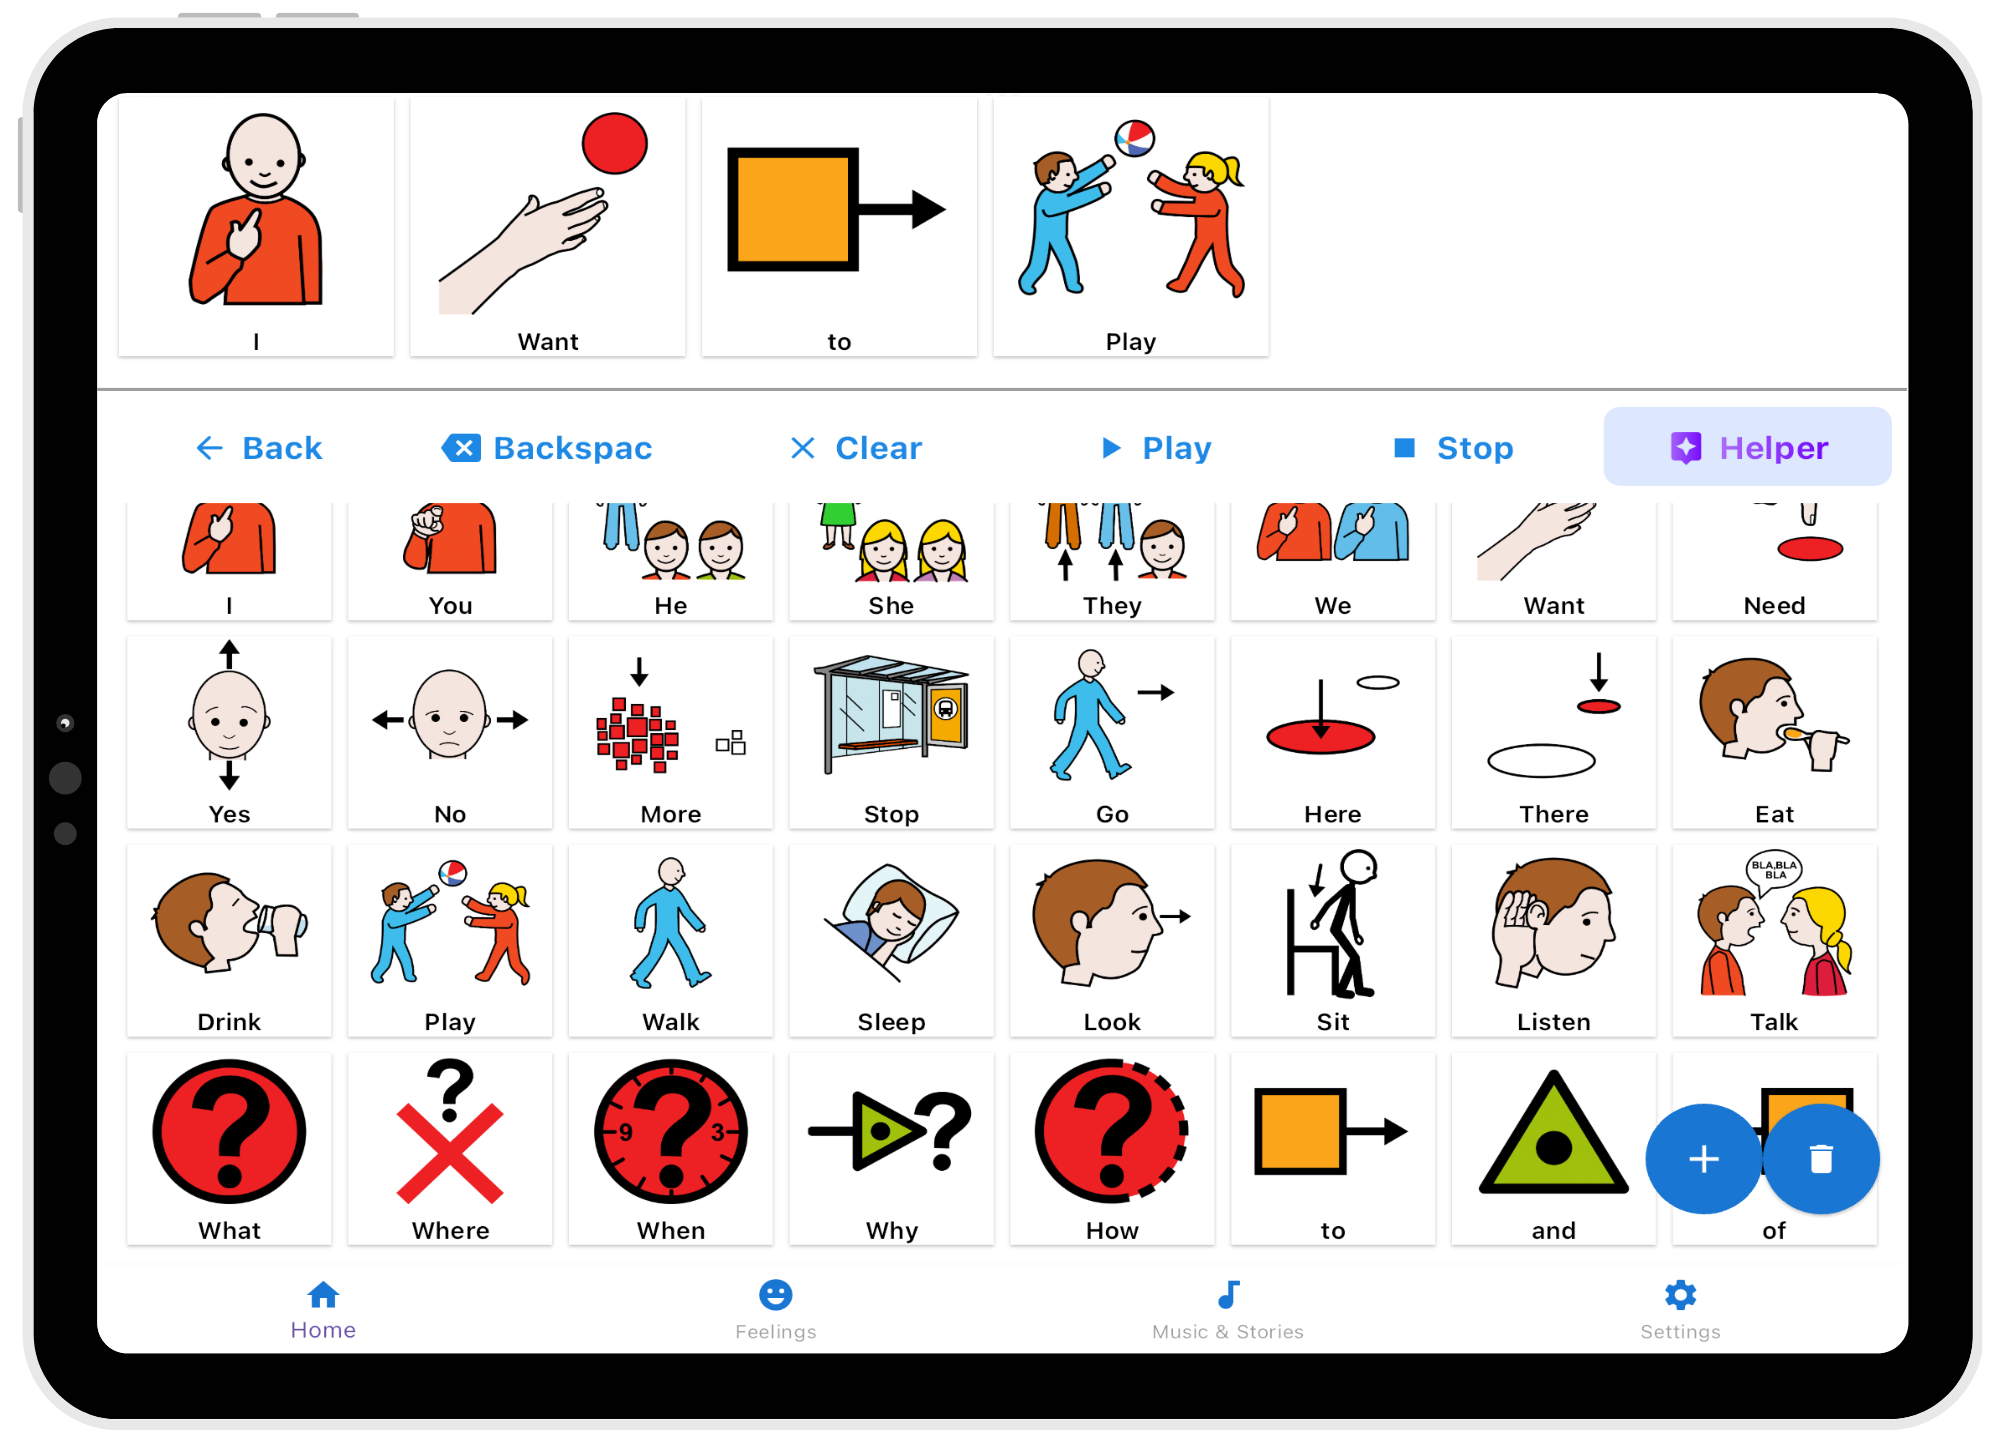 I Want to Play
Back Backspac Clear Play Stop Helper
I You He She They We Want Need
Yes No More Stop Go Here There Eat
BLA,BLA
BLA
Drink Play Walk Sleep Look Sit Listen Talk
? ? 9 ? 3 ? ?
What Where When Why How to and of
Home Feelings Music & Stories Settings